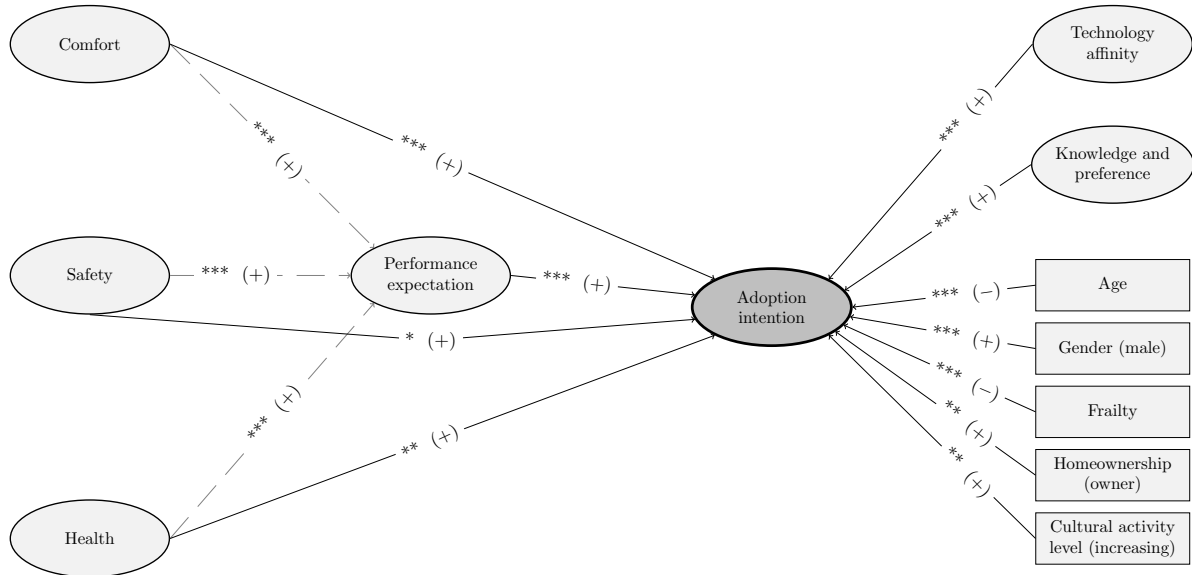 Comfort
Technology
affinity
*** (+)
*** (+)
*** (+)
Knowledge and
preference
*** (+)
Safety
*** (+)
Performance
expectation
*** (+)
Adoption
intention
*** (−)
Age
* (+)
*** (+)
Gender (male)
*** (−)
Frailty
*** (+)
** (+)
** (+)
Homeownership
(owner)
** (+)
Health
Cultural activity
level (increasing)